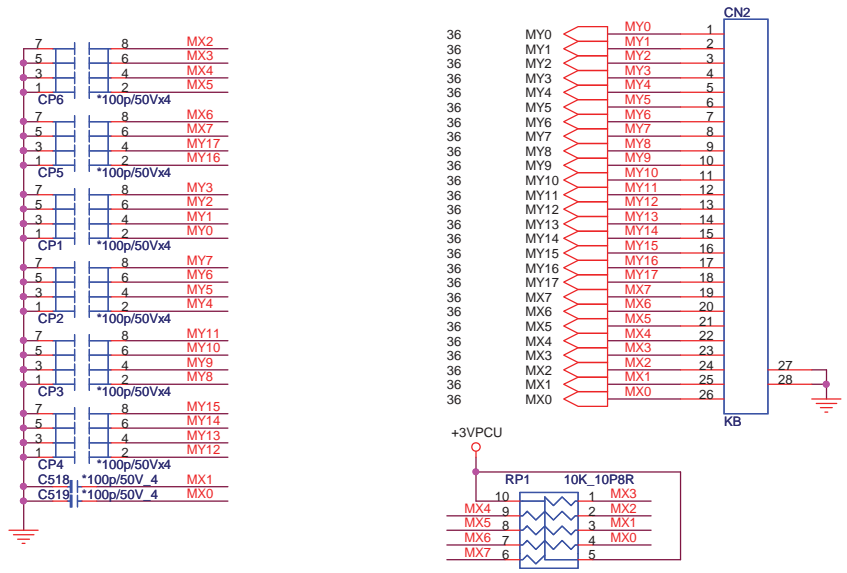 7 8 MX2
5 6 MX3
3 4 MX4
1 2 MX5
CP6 *100p/50Vx4
7 8 MX6
5 6 MX7
3 4 MY17
1 2 MY16
CP5 *100p/50Vx4
7 8 MY3
5 6 MY2
3 4 MY1
1 2 MY0
CP1 *100p/50Vx4
7 8 MY7
5 6 MY6
3 4 MY5
1 2 MY4
CP2 *100p/50Vx4
7 8 MY11
5 6 MY10
3 4 MY9
1 2 MY8
CP3 *100p/50Vx4
7 8 MY15
5 6 MY14
3 4 MY13
1 2 MY12
CP4 *100p/50Vx4
C518 *100p/50V_4 MX1
C519 *100p/50V_4 MX0
CN2
36 MY0 MY0 1
36 MY1 MY1 2
36 MY2 MY2 3
36 MY3 MY3 4
36 MY4 MY4 5
36 MY5 MY5 6
36 MY6 MY6 7
36 MY7 MY7 8
36 MY8 MY8 9
36 MY9 MY9 10
36 MY10 MY10 11
36 MY11 MY11 12
36 MY12 MY12 13
36 MY13 MY13 14
36 MY14 MY14 15
36 MY15 MY15 16
36 MY16 MY16 17
36 MY17 MY17 18
36 MX7 MX7 19
36 MX6 MX6 20
36 MX5 MX5 21
36 MX4 MX4 22
36 MX3 MX3 23
36 MX2 MX2 24 27
36 MX1 MX1 25 28
36 MX0 MX0 26
KB
+3VPCU
RP1 10K_10P8R
10 1 MX3
MX4 9 2 MX2
MX5 8 3 MX1
MX6 7 4 MX0
MX7 6 5